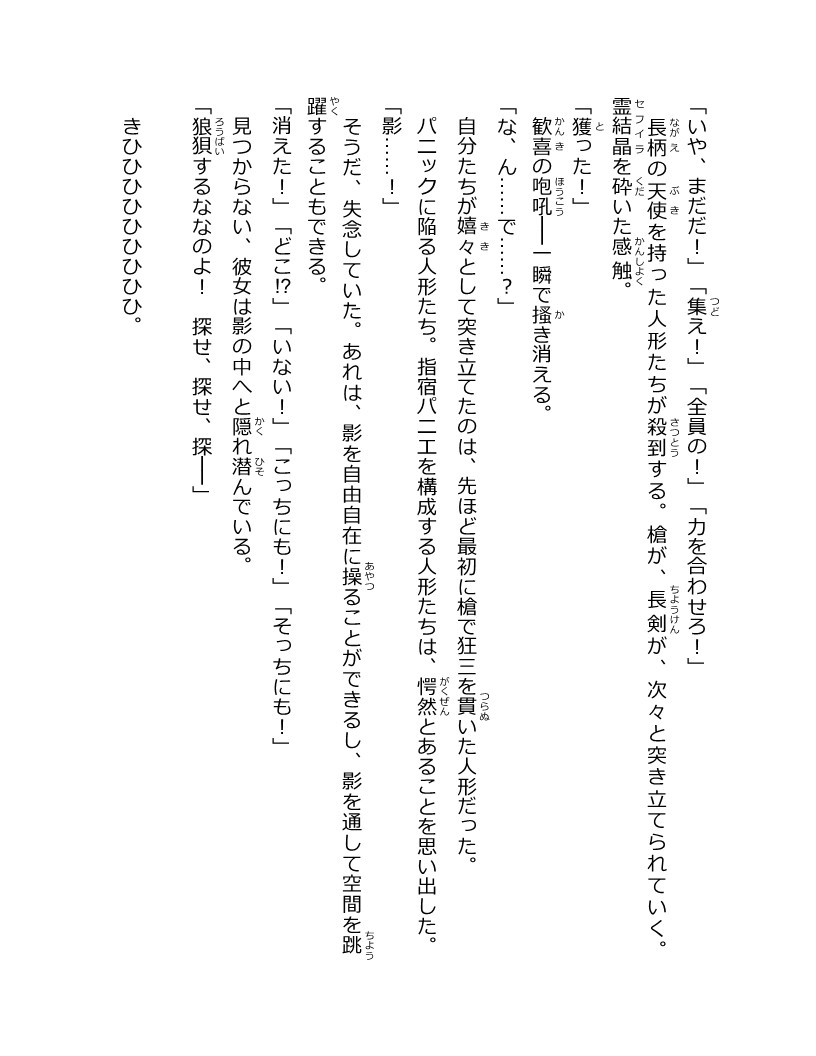 「いや、まだだ！」「集え！」「全員の！」「力を合わせろ！」
長柄の天使を持った人形たちが殺到する。槍が、長剣が、次々と突き立てられていく。
霊結晶を砕いた感触。
「獲った！」
歓喜の咆吼――一瞬で掻き消える。
「な、ん……で……？」
自分たちが嬉々として突き立てたのは、先ほど最初に槍で狂三を貫いた人形だった。
パニックに陥る人形たち。指宿パニエを構成する人形たちは、愕然とあることを思い出した。
「影……！」
そうだ、失念していた。あれは、影を自由自在に操ることができるし、影を通して空間を跳
躍することもできる。
「消えた！」「どこ⁉」「いない！」「こっちにも！」「そっちにも！」
見つからない、彼女は影の中へと隠れ潜んでいる。
「狼狽するななのよ！　探せ、探せ、探――」
きひひひひひひひひひ。